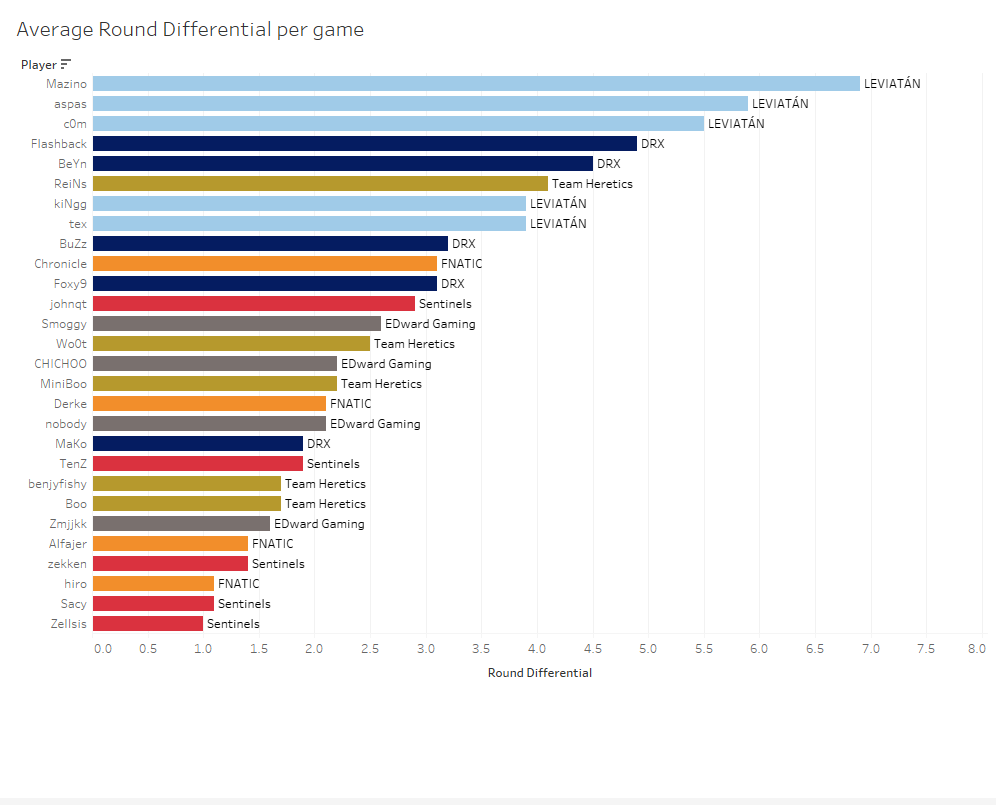 Average Round Differential per game
Player
Mazino LEVIATÁN
aspas LEVIATÁN
c0m LEVIATÁN
Flashback DRX
BeYn DRX
ReiNs Team Heretics
kiNgg LEVIATÁN
tex LEVIATÁN
BuZz DRX
Chronicle FNATIC
Foxy9 DRX
johnqt Sentinels
Smoggy EDward Gaming
Wo0t Team Heretics
CHICHOO EDward Gaming
MiniBoo Team Heretics
Derke FNATIC
nobody EDward Gaming
MaKo DRX
TenZ Sentinels
benjyfishy Team Heretics
Boo Team Heretics
Zmjjkk EDward Gaming
Alfajer FNATIC
zekken Sentinels
hiro FNATIC
Sacy Sentinels
Zellsis Sentinels
0.0 0.5 1.0 1.5 2.0 2.5 3.0 3.5 4.0 4.5 5.0 5.5 6.0 6.5 7.0 7.5 8.0
Round Differential